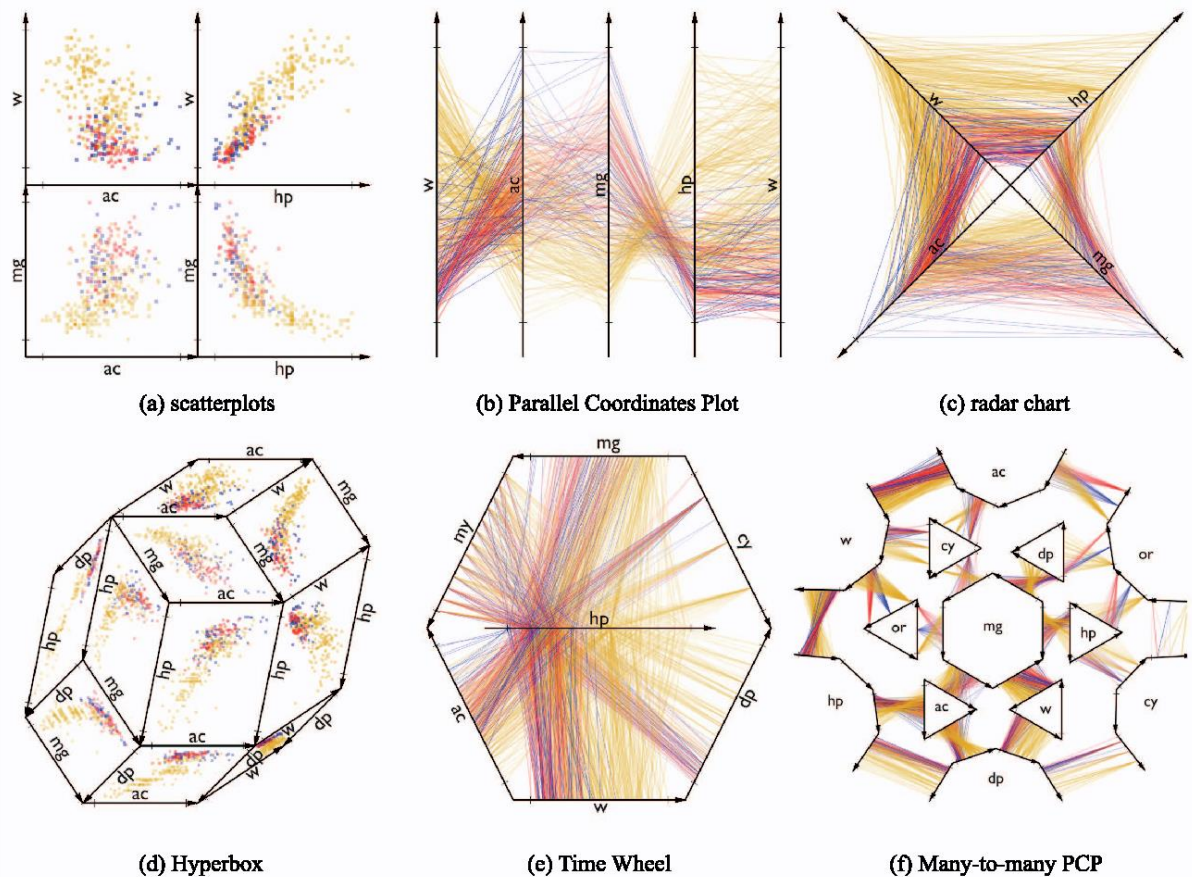 w
w
ac
hp
mg
mg
ac
hp
(a) scatterplots
w
ac
mg
hp
w
(b) Parallel Coordinates Plot
w
hp
ac
mg
(c) radar chart
ac
w
ac
w
mg
dp
hp
mg
mg
w
ac
hp
hp
hp
hp
dp
mg
mg
dp
ac
w
dp
dp
w
ac
(d) Hyperbox
mg
my
cy
hp
ac
dp
w
(e) Time Wheel
ac
w
cy
dp
or
or
mg
hp
hp
ac
w
cy
dp
(f) Many-to-many PCP